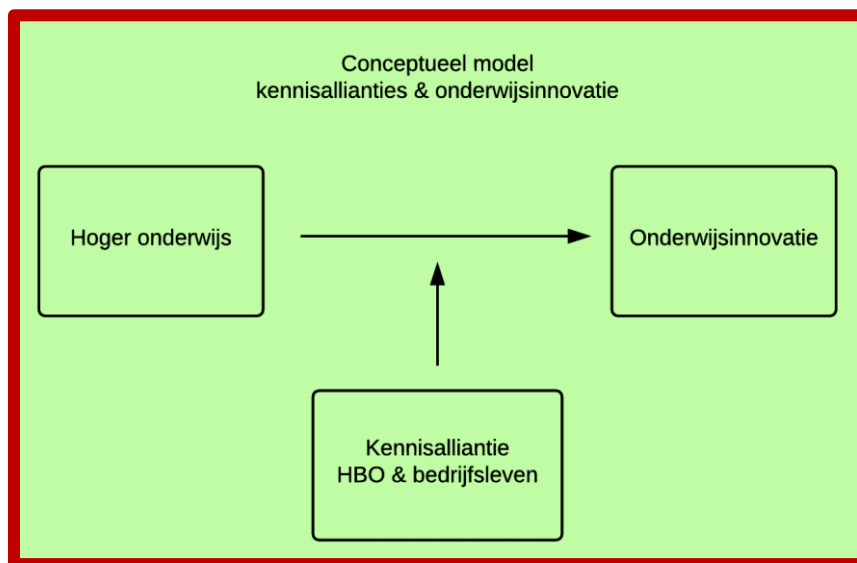 Conceptueel model
kennisallianties & onderwijsinnovatie
Hoger onderwijs
Onderwijsinnovatie
Kennisalliantie
HBO & bedrijfsleven